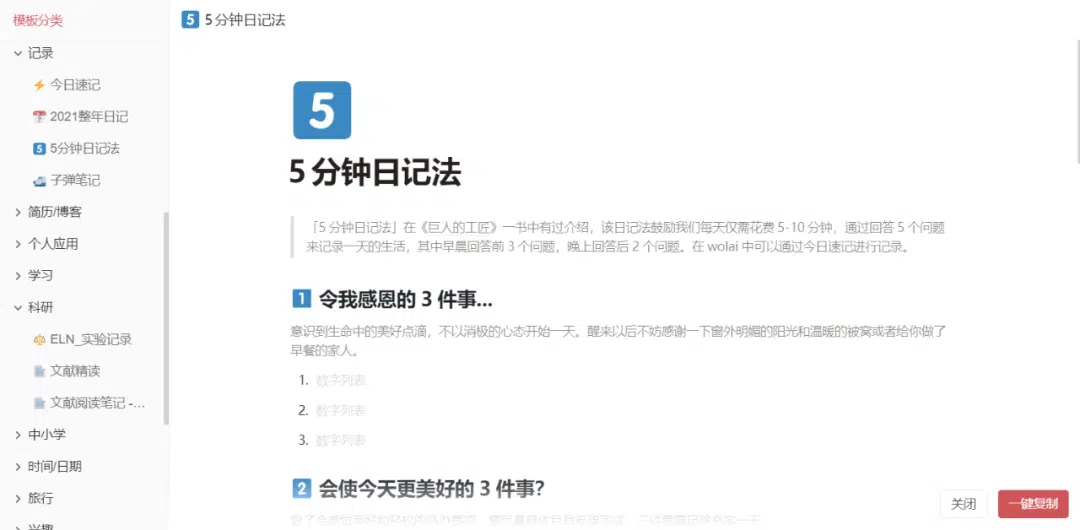 模板分类
记录
今日速记
2021整年日记
5分钟日记法
子弹笔记
简历/博客
个人应用
学习
科研
ELN_实验记录
文献精读
文献阅读笔记 -...
中小学
时间/日期
旅行
兴趣
5 5 分钟日记法
5
5 分钟日记法
「5 分钟日记法」在《巨人的工匠》一书中有过介绍，该日记法鼓励我们每天仅需花费 5-10 分钟，通过回答 5 个问题
来记录一天的生活，其中早晨回答前 3 个问题，晚上回答后 2 个问题。在 wolai 中可以通过今日速记进行记录。
1 令我感恩的 3 件事...
意识到生命中的美好点滴，不以消极的心态开始一天。醒来以后不妨感谢一下窗外明媚的阳光和温暖的被窝或者给你做了
早餐的家人。
1. 数字列表
2. 数字列表
3. 数字列表
2 会使今天更美好的 3 件事?
关闭
一键复制